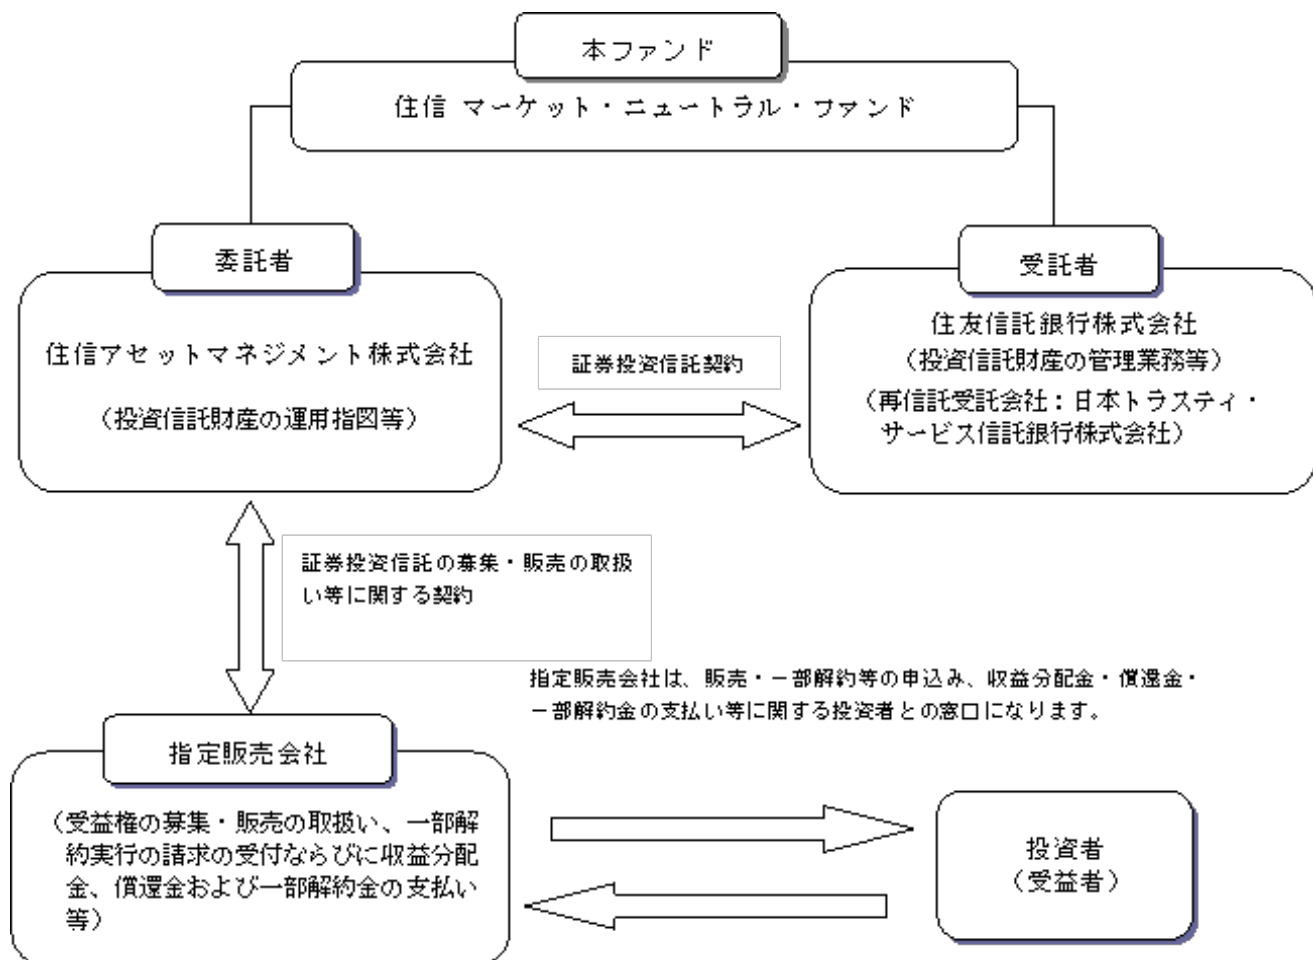 本ファンド
住信 マーケット・ニュートラル・ファンド
委託者
住信アセットマネジメント株式会社
（投資信託財産の運用指図等）
証券投資信託契約
受託者
住友信託銀行株式会社
（投資信託財産の管理業務等）
（再信託受託会社：日本トラスティ・
サービス信託銀行株式会社）
証券投資信託の募集・販売の取扱
い等に関する契約
指定販売会社は、販売・一部解約等の申込み、収益分配金・償還金・
一部解約金の支払い等に関する投資者との窓口になります。
指定販売会社
（受益権の募集・販売の取扱い、一部解
約実行の請求の受付ならびに収益分配
金、償還金および一部解約金の支払い
等）
投資者
（受益者）